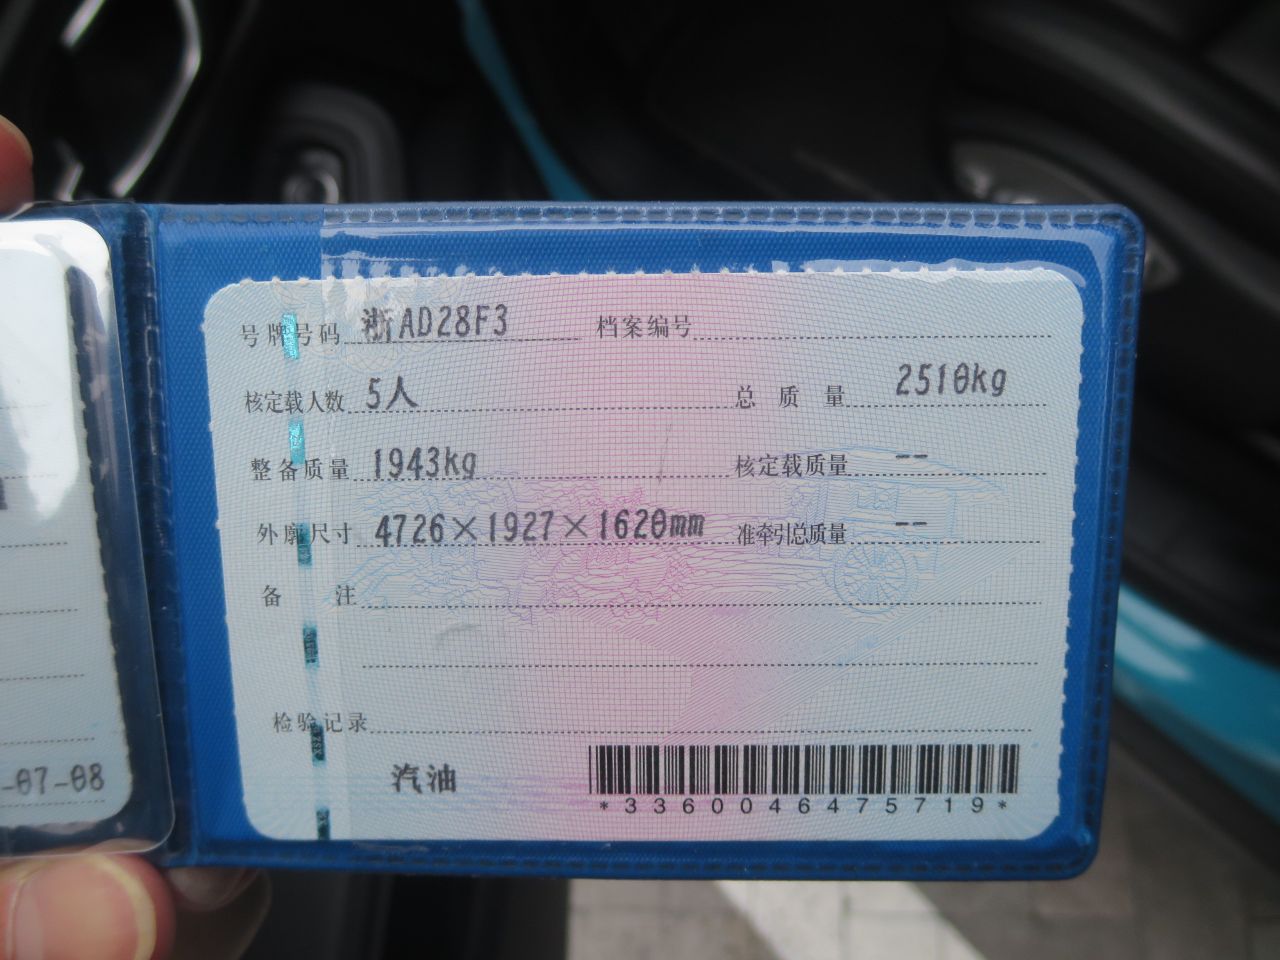 号牌号码 浙AD28F3 档案编号
核定载人数 5人 总质量 2510kg
整备质量 1943kg 核定载质量 --
外廓尺寸 4726×1927×1620mm 准牵引总质量 --
备注
检验记录
汽油
*3360046475719*
-07-08